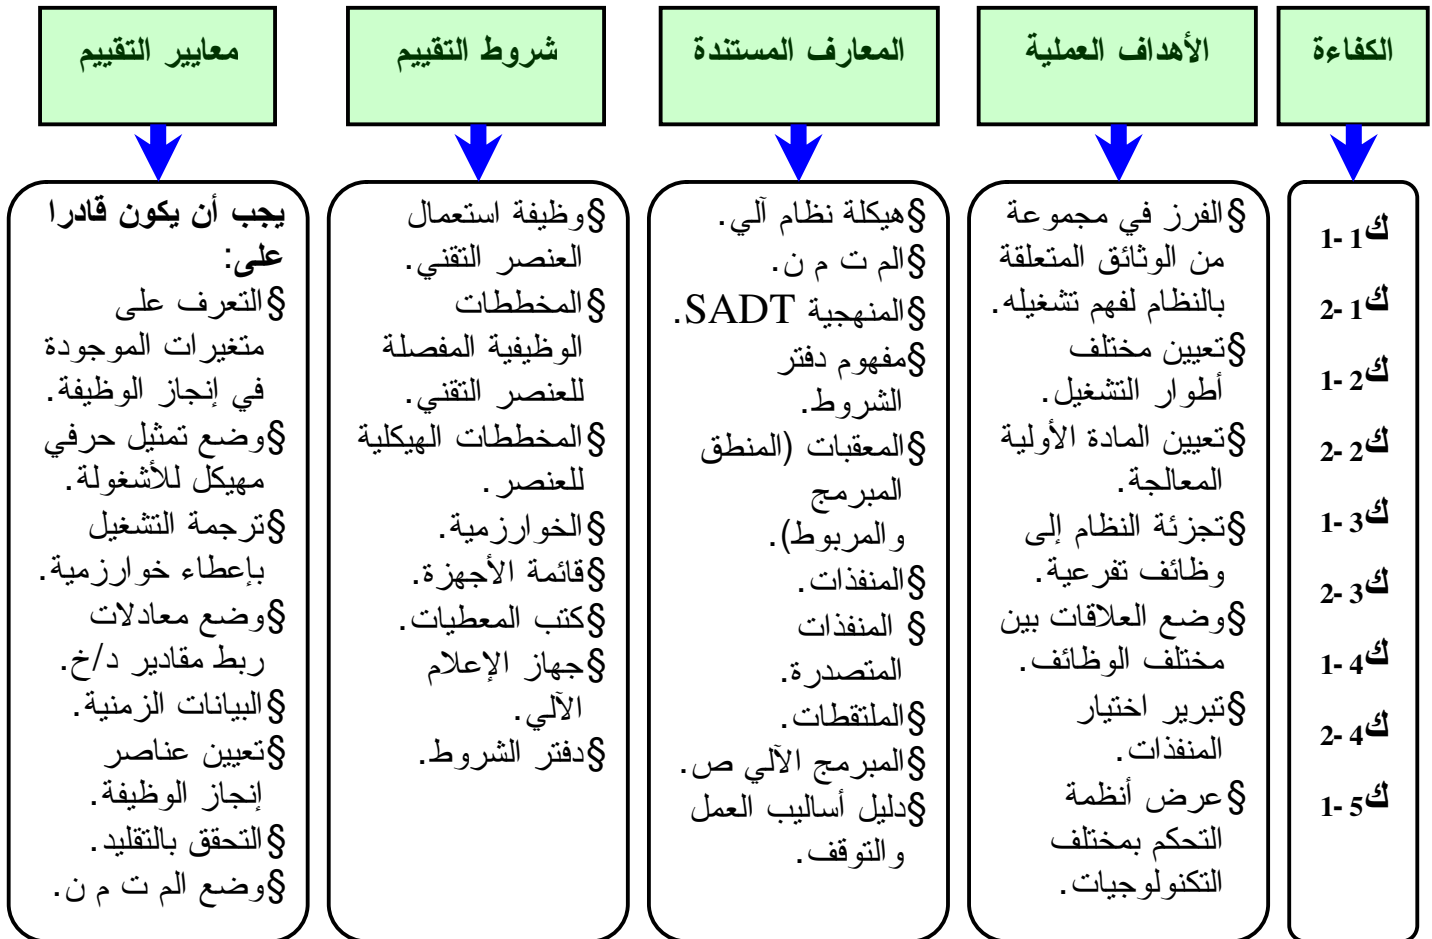 الكفاءة
الأهداف العملية
المعارف المستندة
شروط التقييم
معايير التقييم
ك1-1
ك1-2
ك2-1
ك2-2
ك3-1
ك3-2
ك4-1
ك4-2
ك5-1
§الفرز في مجموعة
من الوثائق المتعلقة
بالنظام لفهم تشغيله.
§تعيين مختلف
أطوار التشغيل.
§تعيين المادة الأولية
المعالجة.
§تجزئة النظام إلى
وظائف تفرعية.
§وضع العلاقات بين
مختلف الوظائف.
§تبرير اختيار
المنفذات.
§عرض أنظمة
التحكم بمختلف
التكنولوجيات.
§هيكلة نظام آلي.
§الم ت م ن.
§المنهجية SADT.
§مفهوم دفتر
الشروط.
§المعقبات (المنطق
المبرمج
والمربوط).
§المنفذات.
§ المنفذات
المتصدرة.
§الملتقطات.
§المبرمج الآلي ص.
§دليل أساليب العمل
والتوقف.
§وظيفة استعمال
العنصر التقني.
§المخططات
الوظيفية المفصلة
للعنصر التقني.
§المخططات الهيكلية
للعنصر.
§الخوارزمية.
§قائمة الأجهزة.
§كتب المعطيات.
§جهاز الإعلام
الآلي.
§دفتر الشروط.
يجب أن يكون قادرا
على:
§التعرف على
متغيرات الموجودة
في إنجاز الوظيفة.
§وضع تمثيل حرفي
مهيكل للأشغولة.
§ترجمة التشغيل
بإعطاء خوارزمية.
§وضع معادلات
ربط مقادير د/خ.
§البيانات الزمنية.
§تعيين عناصر
إنجاز الوظيفة.
§التحقق بالتقليد.
§وضع الم ت م ن.